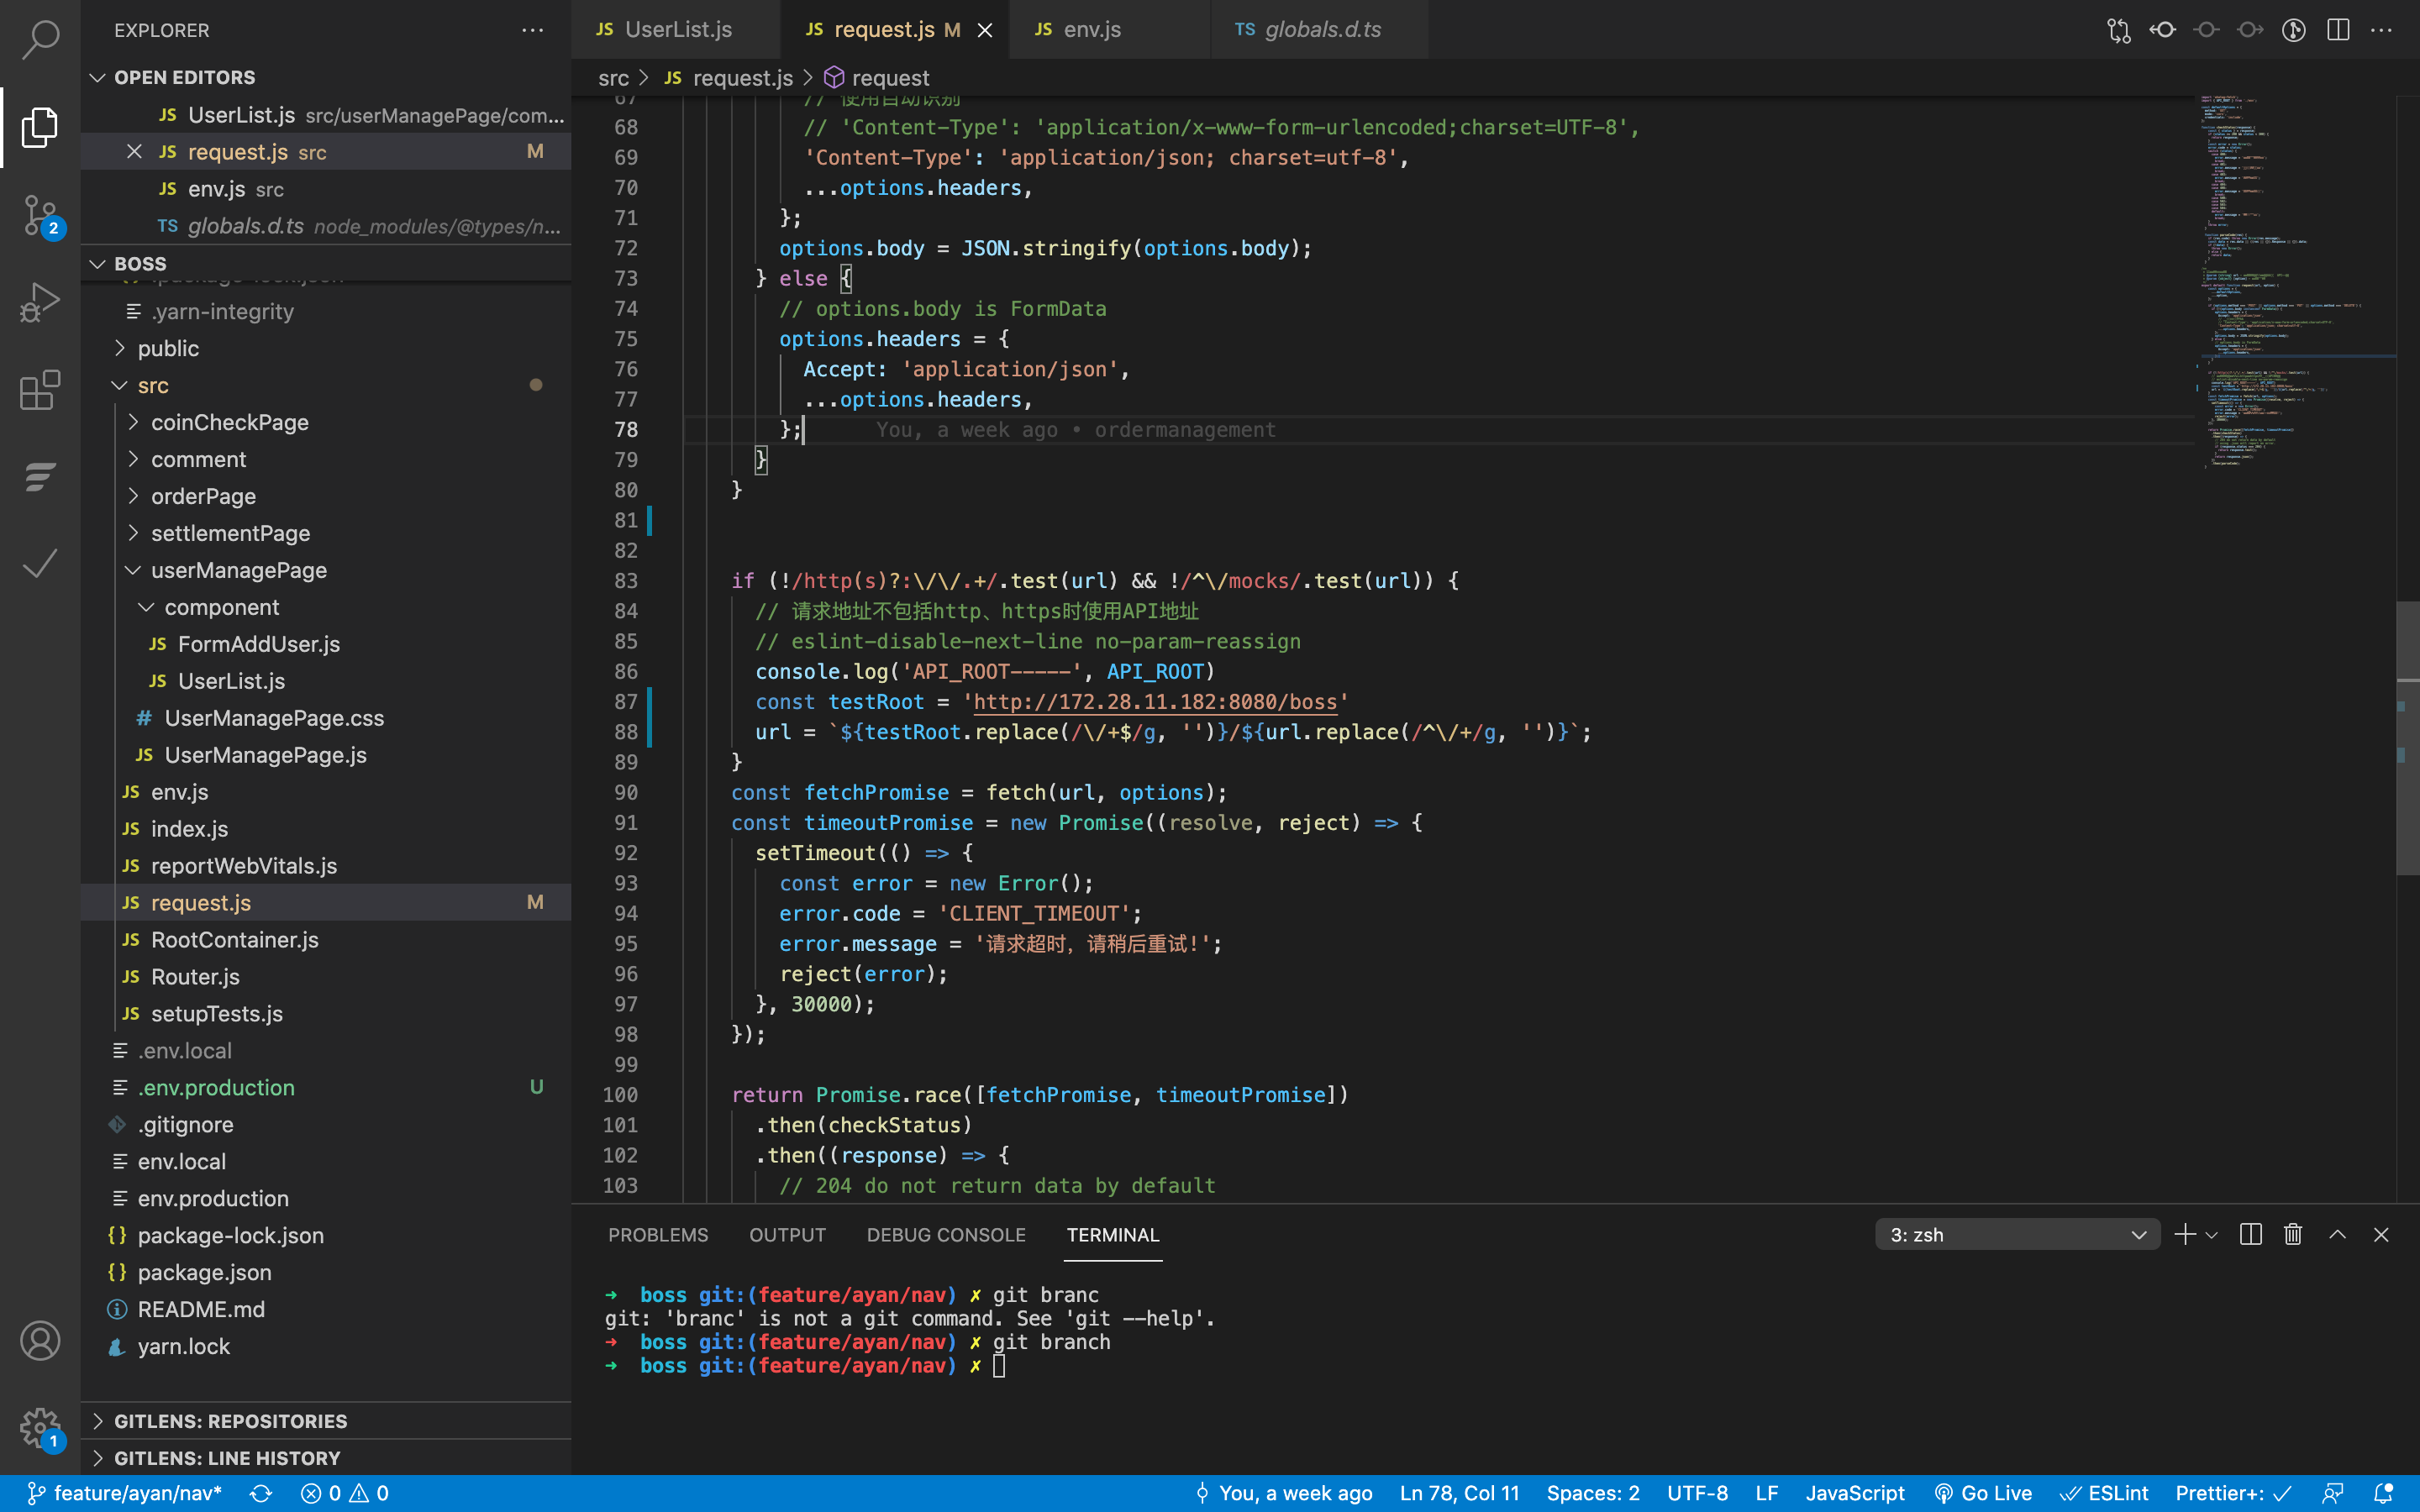 EXPLORER
OPEN EDITORS
JS UserList.js src/userManagePage/com...
JS request.js src M
JS env.js src
TS globals.d.ts node_modules/@types/n...
BOSS
.yarn-integrity
public
src
coinCheckPage
comment
orderPage
settlementPage
userManagePage
component
JS FormAddUser.js
JS UserList.js
# UserManagePage.css
JS UserManagePage.js
JS env.js
JS index.js
JS reportWebVitals.js
JS request.js M
JS RootContainer.js
JS Router.js
JS setupTests.js
.env.local
.env.production U
.gitignore
env.local
env.production
{} package-lock.json
{} package.json
README.md
yarn.lock
GITLENS: REPOSITORIES
GITLENS: LINE HISTORY
2
1
JS UserList.js
JS request.js M
JS env.js
TS globals.d.ts
src > JS request.js > request
67 // 使用自动识别
68 // 'Content-Type': 'application/x-www-form-urlencoded;charset=UTF-8',
69 'Content-Type': 'application/json; charset=utf-8',
70 ...options.headers,
71 };
72 options.body = JSON.stringify(options.body);
73 } else {
74 // options.body is FormData
75 options.headers = {
76 Accept: 'application/json',
77 ...options.headers,
78 }; You, a week ago • ordermanagement
79 }
80 }
81
82
83 if (!/http(s)?:\/\/.+/.test(url) && !/^\/mocks/.test(url)) {
84 // 请求地址不包括http、https时使用API地址
85 // eslint-disable-next-line no-param-reassign
86 console.log('API_ROOT-----', API_ROOT)
87 const testRoot = 'http://172.28.11.182:8080/boss'
88 url = `${testRoot.replace(/\/+$/g, '')}/${url.replace(/^\/+/g, '')}`;
89 }
90 const fetchPromise = fetch(url, options);
91 const timeoutPromise = new Promise((resolve, reject) => {
92 setTimeout(() => {
93 const error = new Error();
94 error.code = 'CLIENT_TIMEOUT';
95 error.message = '请求超时，请稍后重试!';
96 reject(error);
97 }, 30000);
98 });
99
100 return Promise.race([fetchPromise, timeoutPromise])
101 .then(checkStatus)
102 .then((response) => {
103 // 204 do not return data by default
PROBLEMS OUTPUT DEBUG CONSOLE TERMINAL 3: zsh
➜ boss git:(feature/ayan/nav) ✗ git branc
git: 'branc' is not a git command. See 'git --help'.
➜ boss git:(feature/ayan/nav) ✗ git branch
➜ boss git:(feature/ayan/nav) ✗
feature/ayan/nav* 0 0 You, a week ago Ln 78, Col 11 Spaces: 2 UTF-8 LF JavaScript Go Live ESLint Prettier+: ✓